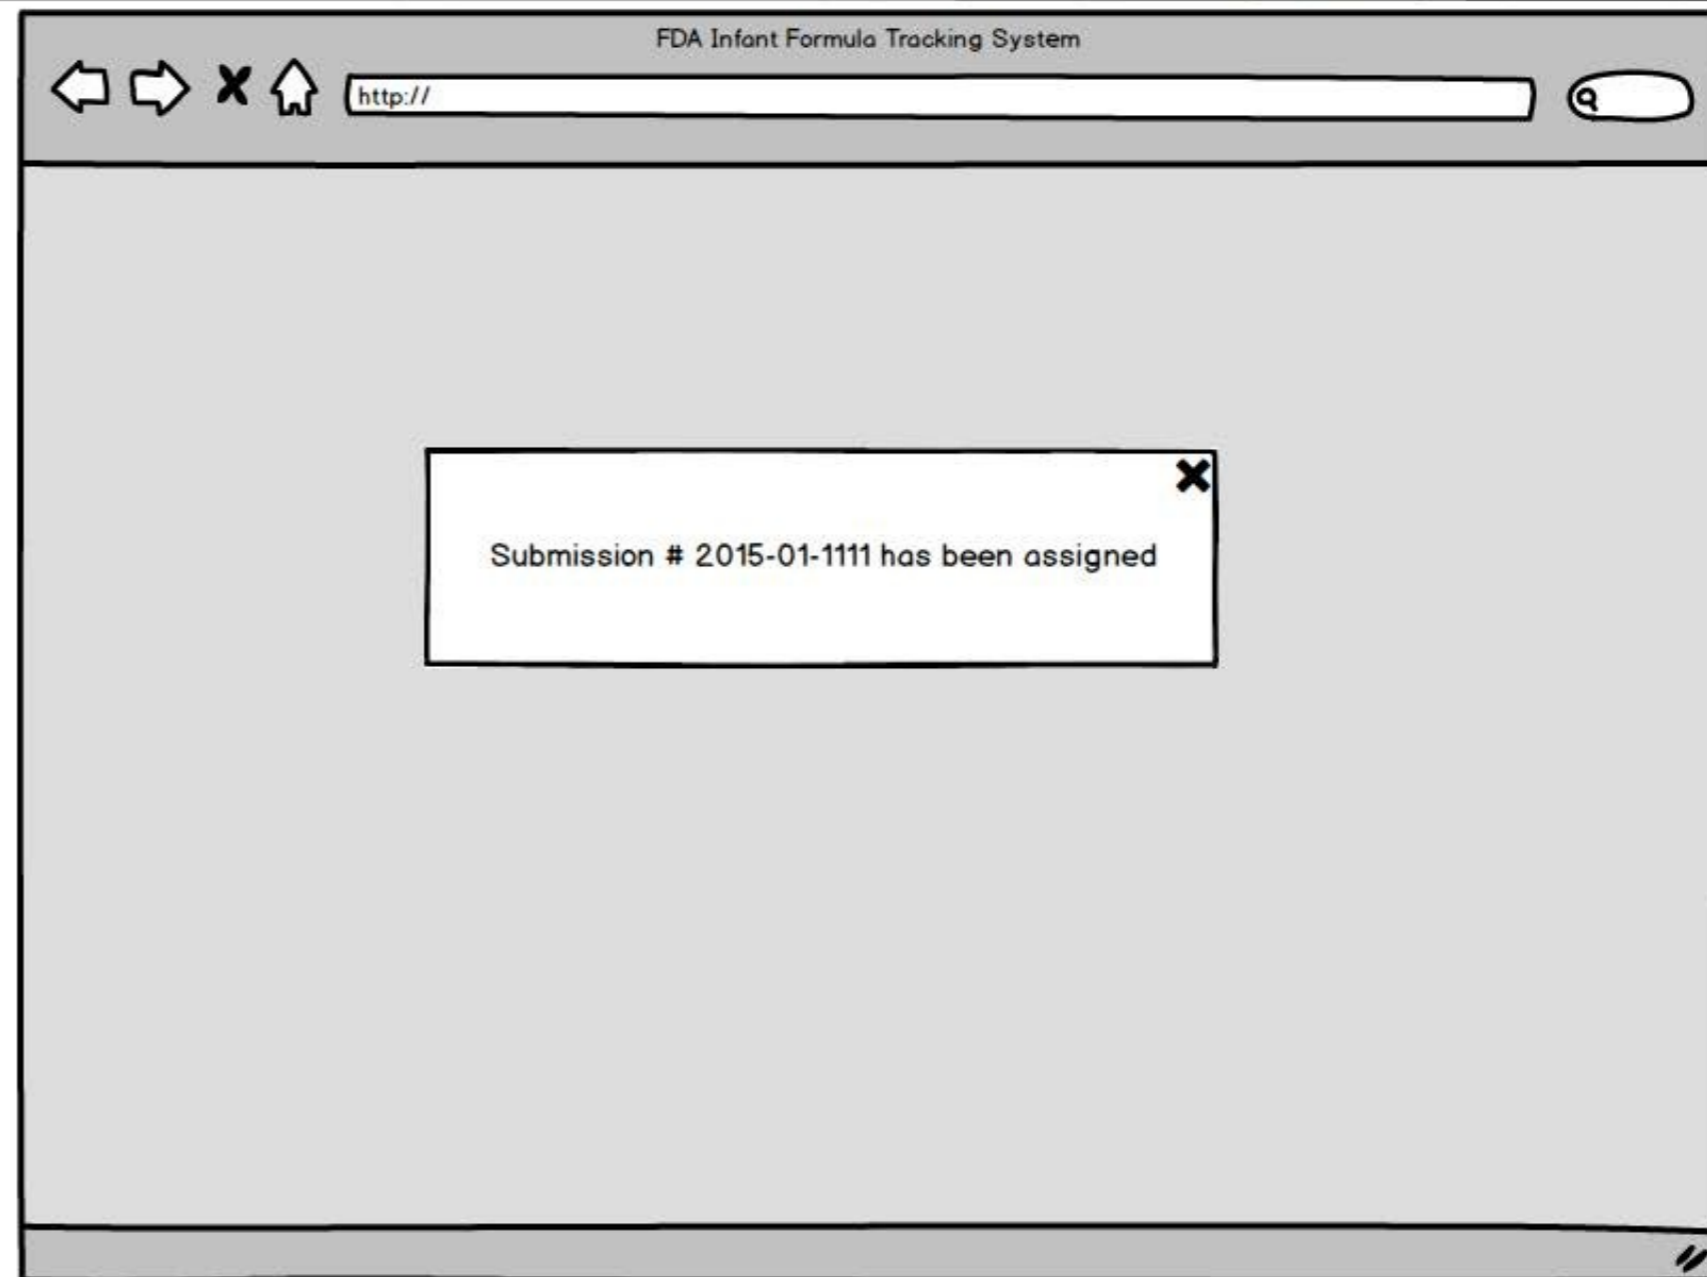 FDA Infant Formula Tracking System
http://
Submission # 2015-01-1111 has been assigned